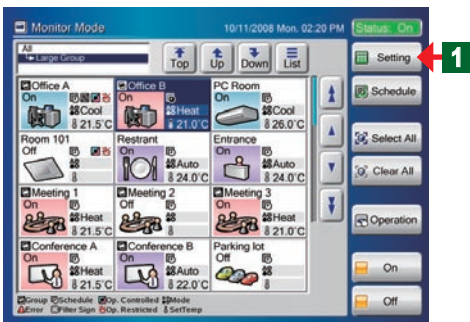 Monitor Mode 10/11/2008 Mon. 02:20 PM Status: On
All
Large Group
Top Up Down List
Setting
1
Schedule
Select All
Clear All
Operation
On
Off
Office A
On
Cool
21.5°C
Office B
On
Heat
21.0°C
PC Room
On
Cool
26.0°C
Room 101
Off
Restrant
On
Auto
24.0°C
Entrance
On
Auto
24.0°C
Meeting 1
On
Heat
21.5°C
Meeting 2
Off
Meeting 3
On
Heat
21.0°C
Conference A
On
Heat
21.5°C
Conference B
On
Auto
22.0°C
Parking lot
Off
Group Schedule Op. Controlled Mode
Error Filter Sign Op. Restricted SetTemp